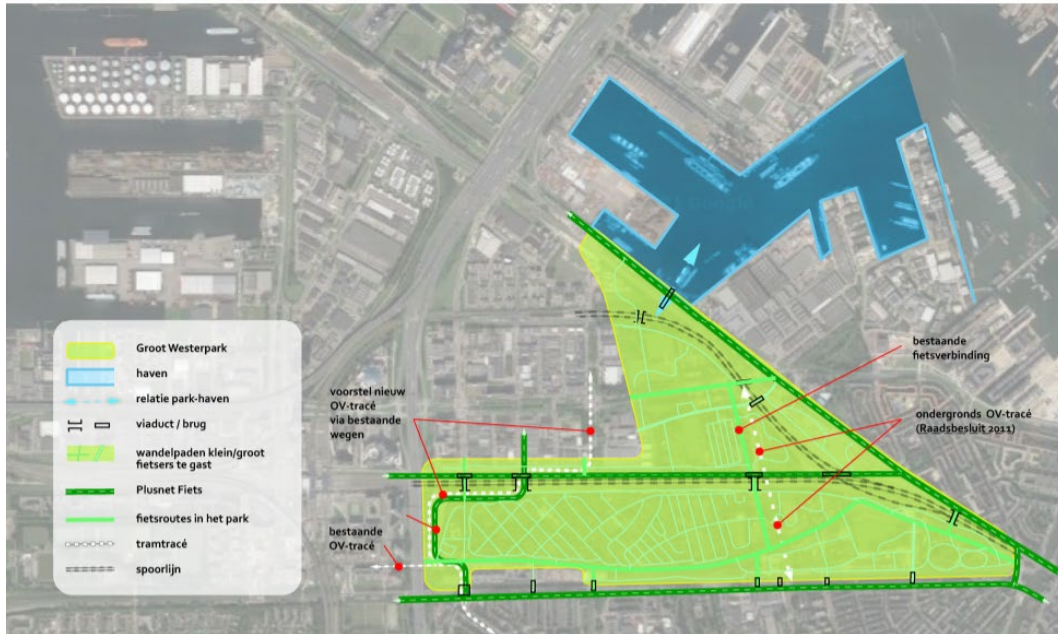 Google
Groot Westerpark
haven
relatie park-haven
viaduct / brug
wandelpaden klein/groot
fietsers te gast
Plusnet Fiets
fietsroutes in het park
tramtracé
spoorlijn
voorstel nieuw
OV-tracé
via bestaande
wegen
bestaande
OV-tracé
bestaande
fietsverbinding
ondergronds OV-tracé
(Raadsbesluit 2011)